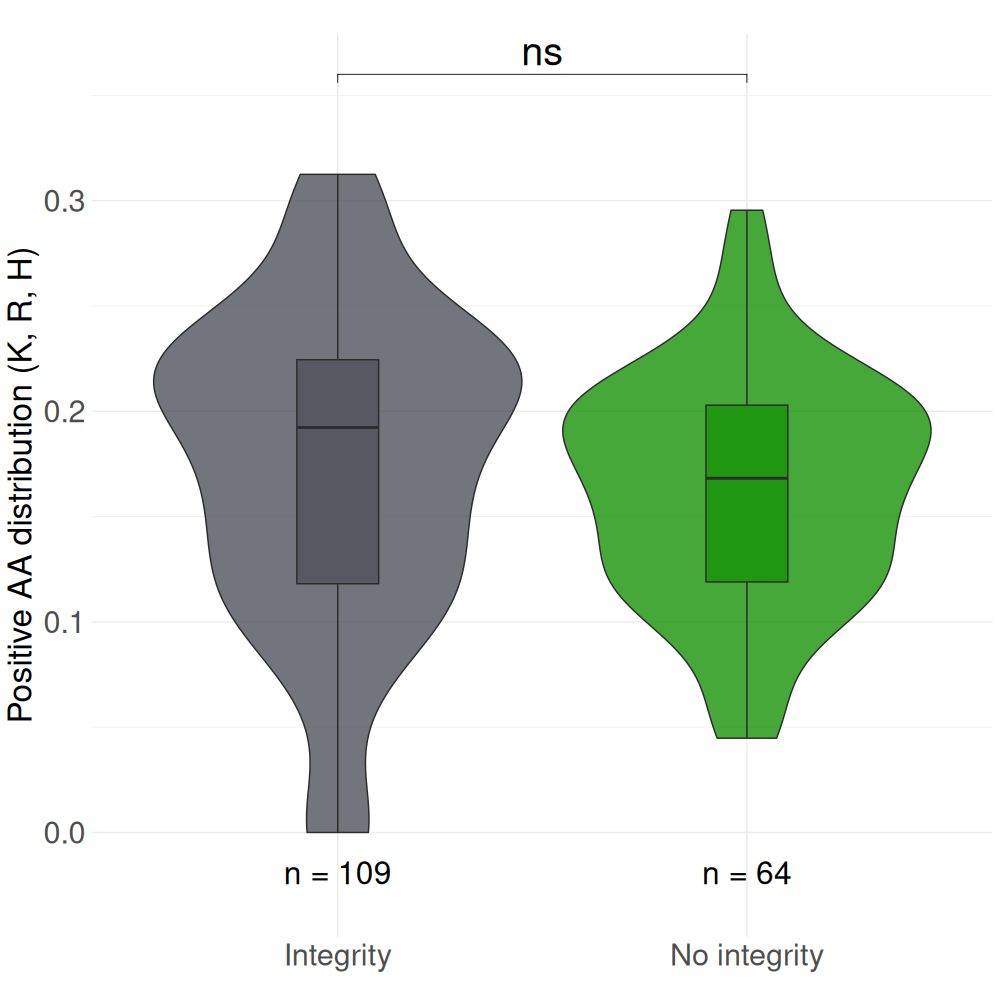 ns
Positive AA distribution (K, R, H)
0.3
0.2
0.1
0.0
n = 109
n = 64
Integrity
No integrity